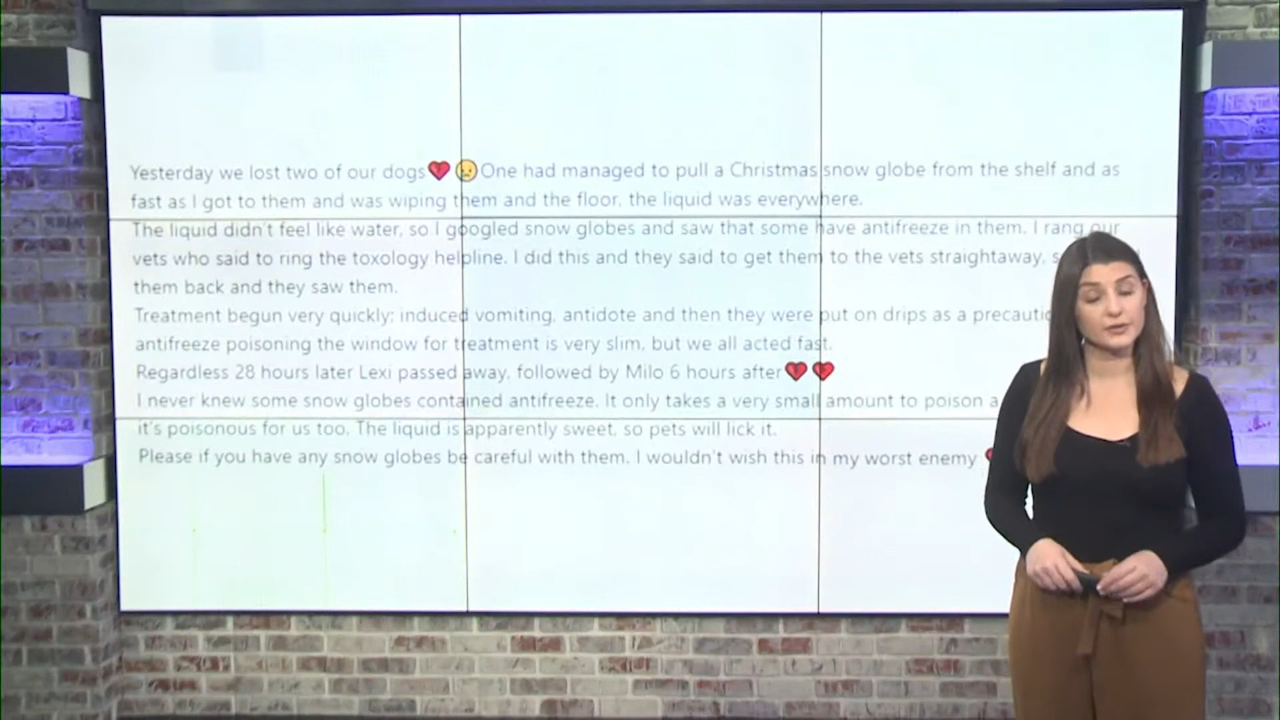 Yesterday we lost two of our dogs❤️😢One had managed to pull a Christmas snow globe from the shelf and as
fast as I got to them and was wiping them and the floor, the liquid was everywhere.
The liquid didn't feel like water, so I googled snow globes and saw that some have antifreeze in them. I rang our
vets who said to ring the toxology helpline. I did this and they said to get them to the vets straightaway,
them back and they saw them.
Treatment begun very quickly; induced vomiting, antidote and then they were put on drips as a
antifreeze poisoning the window for treatment is very slim, but we all acted fast.
Regardless 28 hours later Lexi passed away, followed by Milo 6 hours after❤️❤️
I never knew some snow globes contained antifreeze. It only takes a very small amount to poison a
it's poisonous for us too. The liquid is apparently sweet, so pets will lick it.
Please if you have any snow globes be careful with them. I wouldn't wish this in my worst enemy